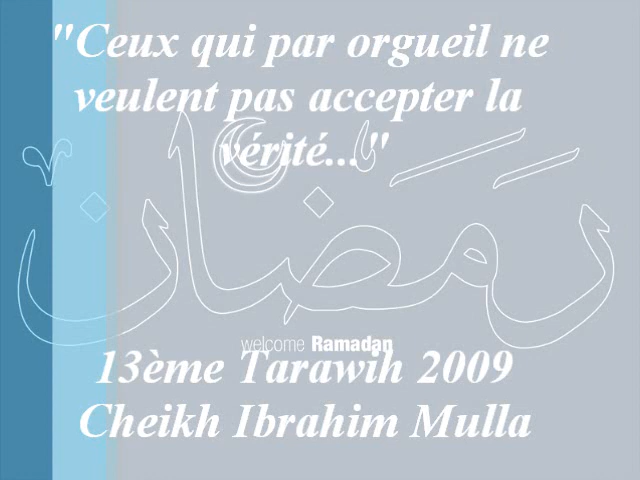 "Ceux qui par orgueil ne
veulent pas accepter la
vérité..."
رمضان
welcome Ramadan
13ème Tarawih 2009
Cheikh Ibrahim Mulla